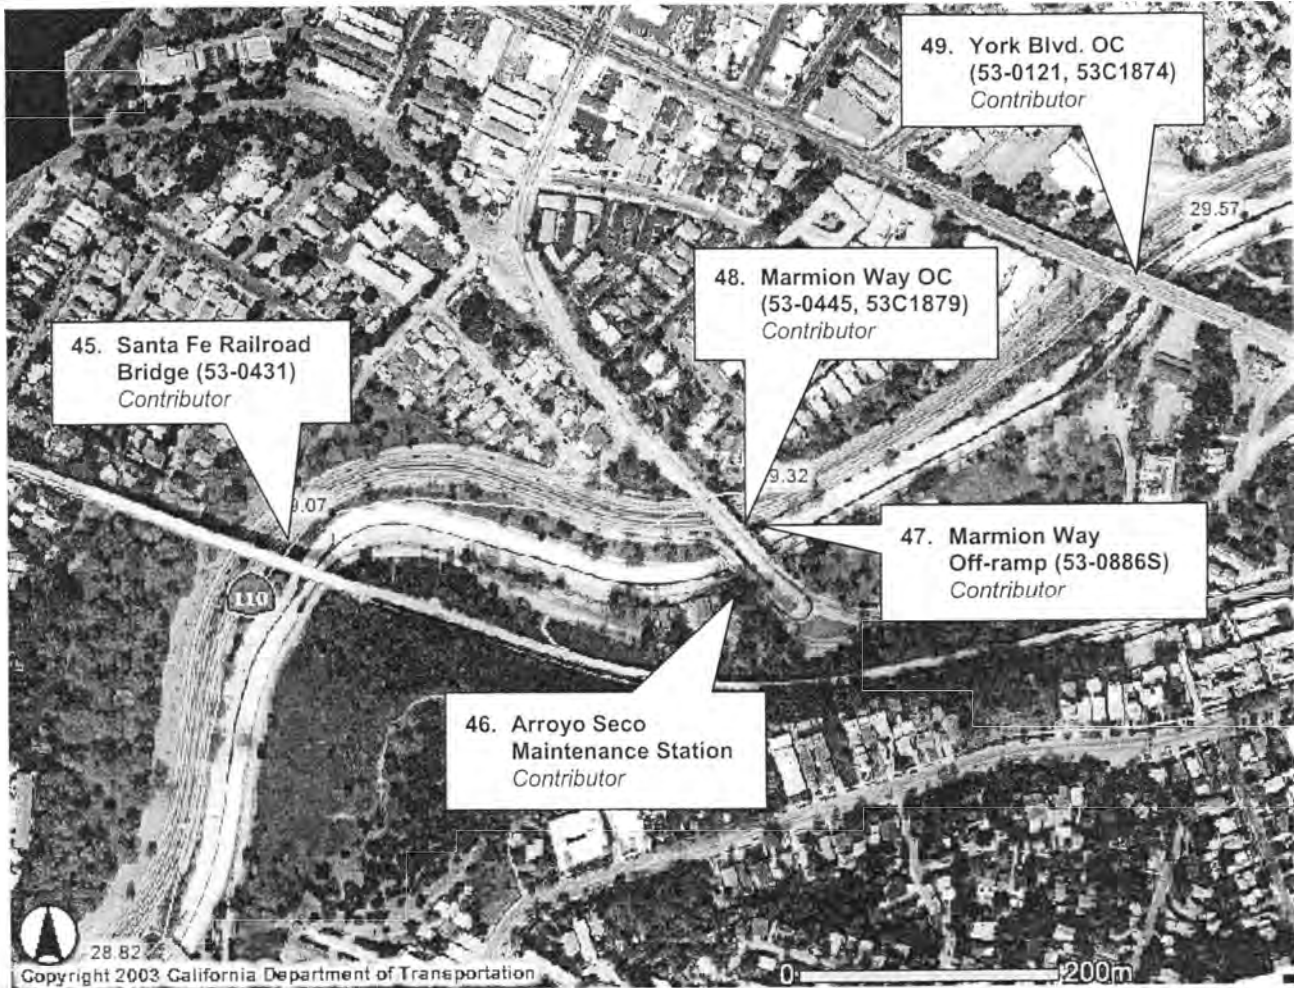 49. York Blvd. OC
(53-0121, 53C1874)
Contributor
29.57
48. Marmion Way OC
(53-0445, 53C1879)
Contributor
45. Santa Fe Railroad
Bridge (53-0431)
Contributor
9.32
9.07
47. Marmion Way
Off-ramp (53-0886S)
Contributor
110
46. Arroyo Seco
Maintenance Station
Contributor
28.82
Copyright 2003 California Department of Transportation
0 200m